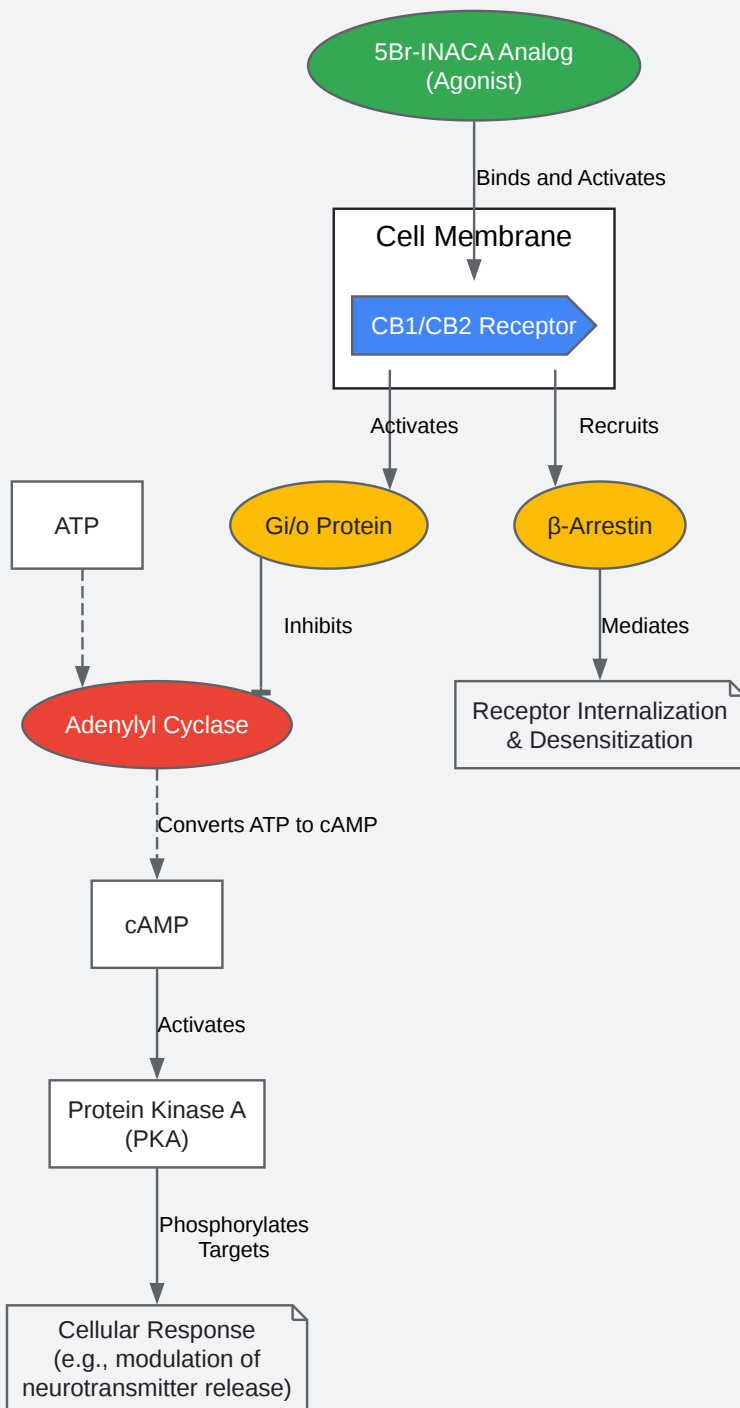 5Br-INACA Analog
(Agonist)
Binds and Activates
Cell Membrane
CB1/CB2 Receptor
Activates
Recruits
ATP
Gi/o Protein
β-Arrestin
Inhibits
Mediates
Adenylyl Cyclase
Receptor Internalization
& Desensitization
Converts ATP to cAMP
cAMP
Activates
Protein Kinase A
(PKA)
Phosphorylates
Targets
Cellular Response
(e.g., modulation of
neurotransmitter release)